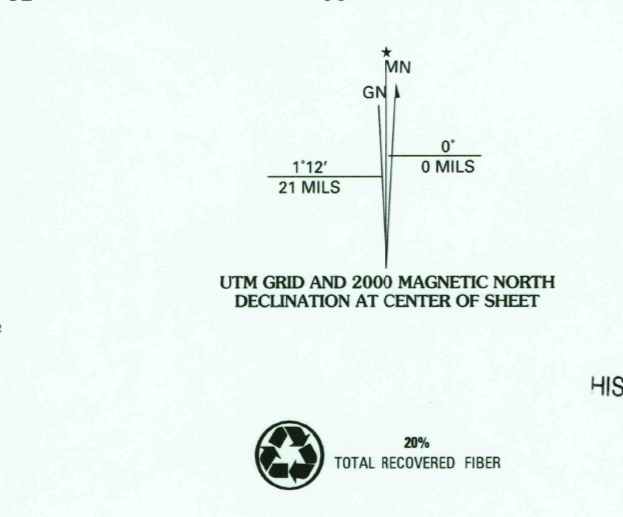 MN
GN
0°
0 MILS
1°12'
21 MILS
UTM GRID AND 2000 MAGNETIC NORTH
DECLINATION AT CENTER OF SHEET
HIS
20%
TOTAL RECOVERED FIBER